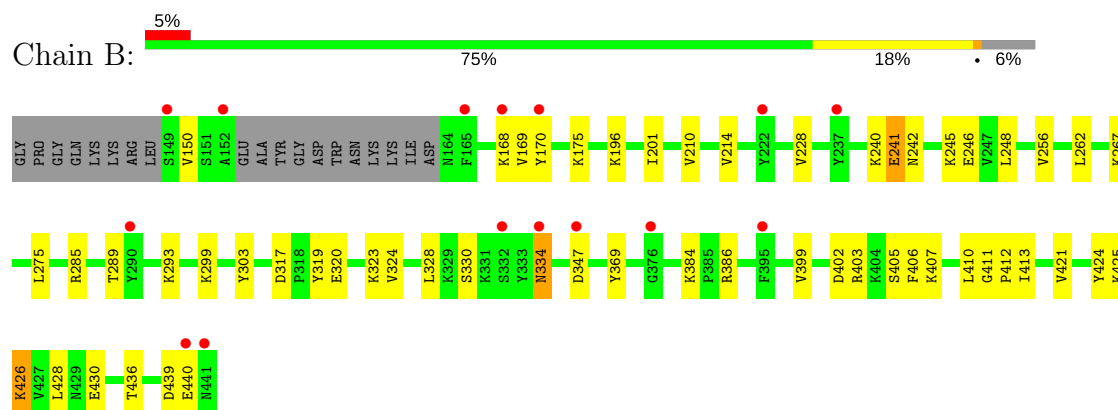 5%
Chain B:
75% 18% • 6%
GLY PRO GLY GLN LYS LYS ARG LEU S149 V150 S151 A152 GLU ALA TYR GLY ASP TRP ASN LYS LYS ILE ASP N164 F165 K168 V169 Y170 K175 K196 I201 V210 V214 Y222 V228 Y237 K240 E241 N242 K245 E246 V247 L248 V256 L262 K267
L275 R285 T289 Y290 K293 K299 Y303 D317 P318 Y319 E320 K323 V324 L328 K329 S330 K331 S332 Y333 N334 D347 Y369 G376 K384 P385 R386 F395 V399 D402 R403 K404 S405 F406 K407 L410 G411 P412 I413 V421 Y424 K425
K426 V427 L428 N429 E430 T436 D439 E440 N441